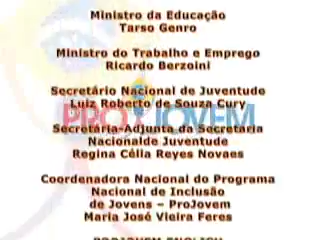 Ministro da Educação
Tarso Genro
Ministro do Trabalho e Emprego
Ricardo Berzoini
Secretário Nacional de Juventude
Luiz Roberto de Souza Cury
PROJOVEM
Secretária-Adjunta da Secretaria
Nacionalde Juventude
Regina Célia Reyes Novaes
Coordenadora Nacional do Programa
Nacional de Inclusão
de Jovens – ProJovem
Maria José Vieira Feres
PROJOVEM ENGLISH